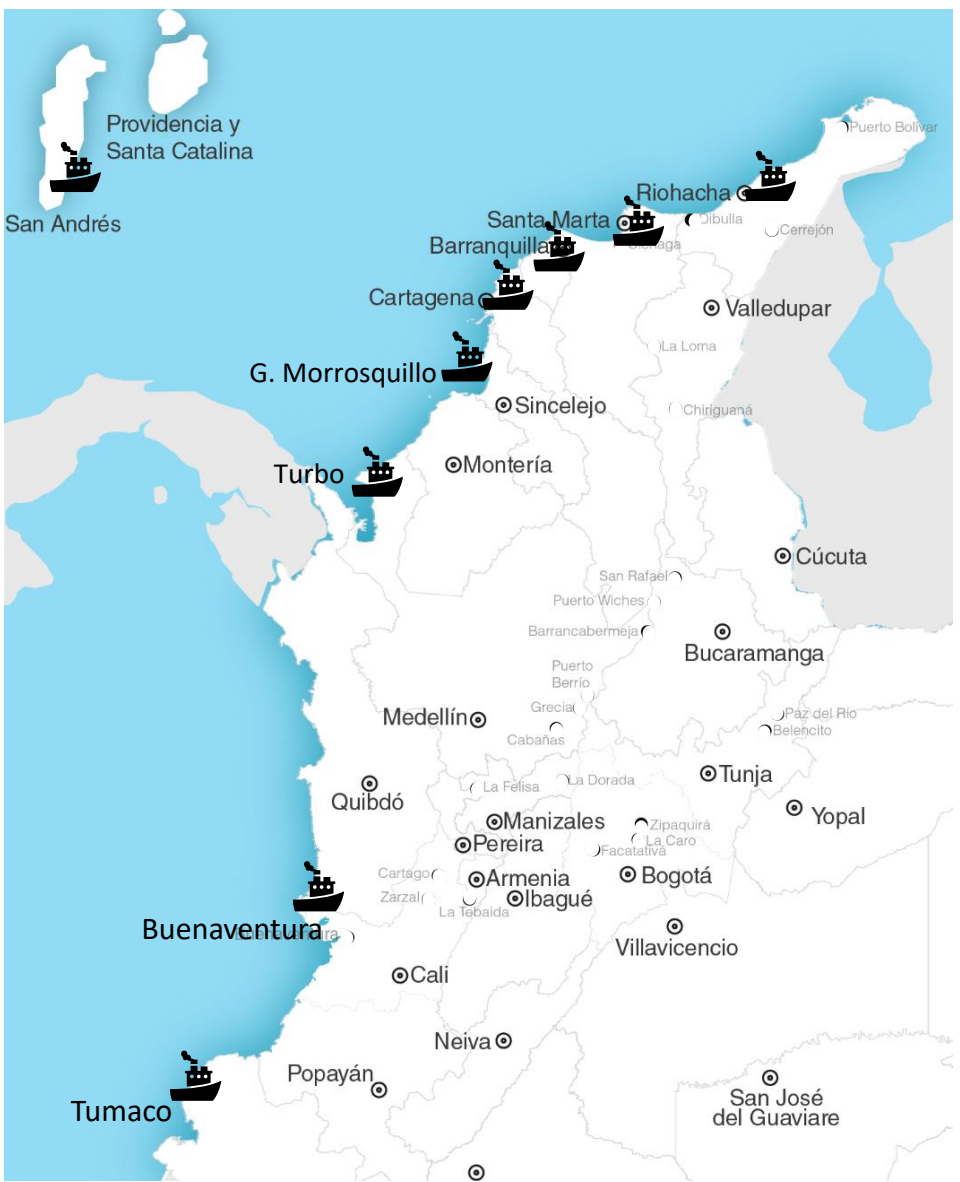 Providencia y
Santa Catalina
Puerto Bolívar
Riohacha
San Andrés
Santa Marta
Dibulla
Cerrejón
Barranquilla
Ciénaga
Cartagena
Valledupar
La Loma
G. Morrosquillo
Sincelejo
Chiriguaná
Turbo
Montería
Cúcuta
San Rafael
Puerto Wiches
Barrancabermeja
Bucaramanga
Puerto
Berrío
Grecia
Medellín
Paz del Río
Cabañas
Belencito
Tunja
La Dorada
La Felisa
Quibdó
Yopal
Manizales
Zipaquirá
La Caro
Pereira
Facatativá
Cartago
Armenia
Bogotá
Zarzal
Ibagué
La Tebaida
Buenaventura
Buenaventura
Villavicencio
Cali
Neiva
Popayán
San José
del Guaviare
Tumaco